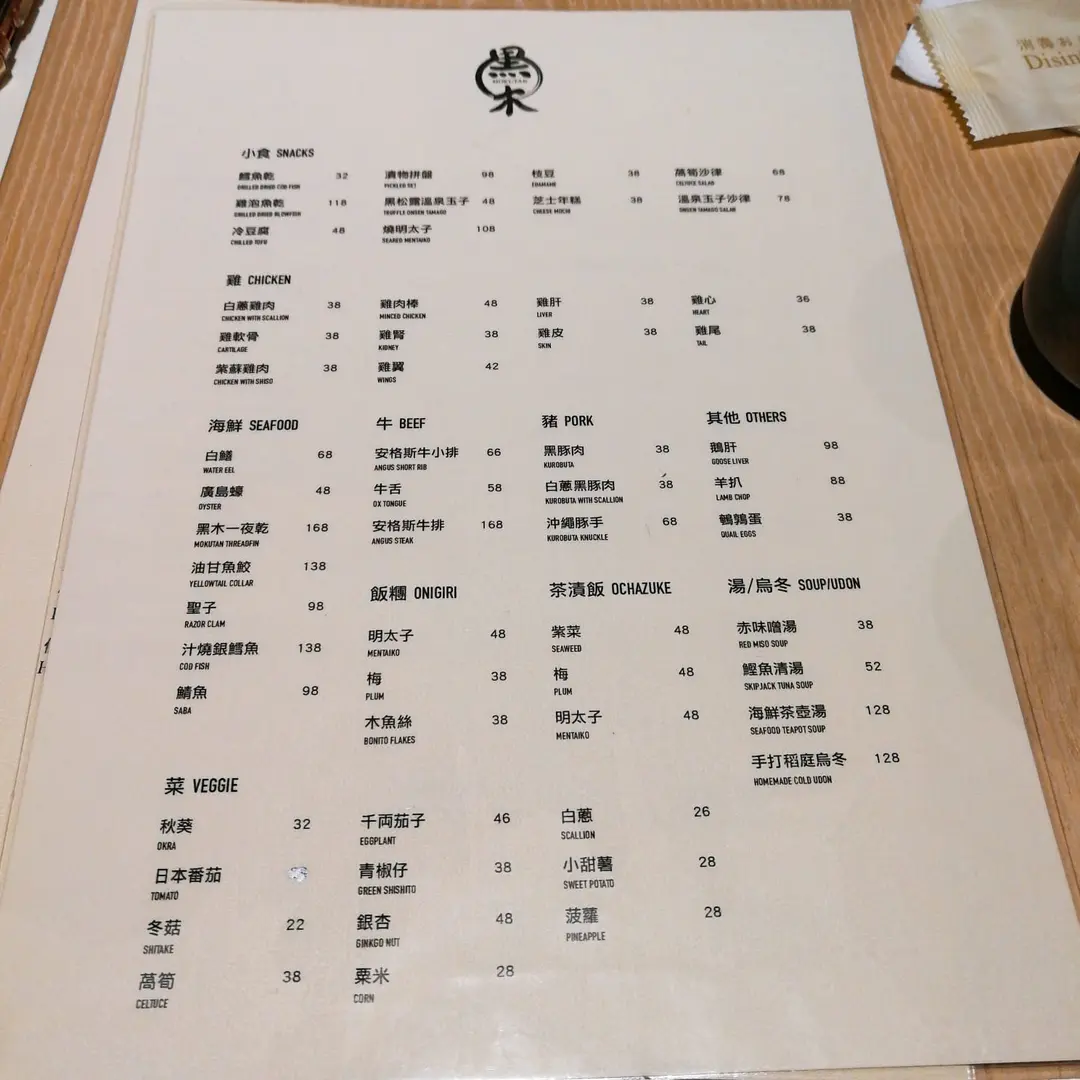 黑
MOKUTAN
木
消毒お
Disin
小食 SNACKS
鱈魚乾 32
GRILLED DRIED COD FISH
漬物拼盤 98
PICKLED SET
枝豆 38
EDAMAME
萵筍沙律 68
CELTUCE SALAD
雞泡魚乾 118
GRILLED DRIED BLOWFISH
黑松露溫泉玉子 48
TRUFFLE ONSEN TAMAGO
芝士年糕 38
CHEESE MOCHI
溫泉玉子沙律 78
ONSEN TAMAGO SALAD
冷豆腐 48
CHILLED TOFU
燒明太子 108
SEARED MENTAIKO
雞 CHICKEN
白蔥雞肉 38
CHICKEN WITH SCALLION
雞肉棒 48
MINCED CHICKEN
雞肝 38
LIVER
雞心 36
HEART
雞軟骨 38
CARTILAGE
雞腎 38
KIDNEY
雞皮 38
SKIN
雞尾 38
TAIL
紫蘇雞肉 38
CHICKEN WITH SHISO
雞翼 42
WINGS
海鮮 SEAFOOD
白鱔 68
WATER EEL
廣島蠔 48
OYSTER
黑木一夜乾 168
MOKUTAN THREADFIN
油甘魚鮫 138
YELLOWTAIL COLLAR
聖子 98
RAZOR CLAM
汁燒銀鱈魚 138
COD FISH
鯖魚 98
SABA
牛 BEEF
安格斯牛小排 66
ANGUS SHORT RIB
牛舌 58
OX TONGUE
安格斯牛排 168
ANGUS STEAK
豬 PORK
黑豚肉 38
KUROBUTA
白蔥黑豚肉 38
KUROBUTA WITH SCALLION
沖繩豚手 68
KUROBUTA KNUCKLE
其他 OTHERS
鵝肝 98
GOOSE LIVER
羊扒 88
LAMB CHOP
鵪鶉蛋 38
QUAIL EGGS
飯糰 ONIGIRI
明太子 48
MENTAIKO
梅 38
PLUM
木魚絲 38
BONITO FLAKES
茶漬飯 OCHAZUKE
紫菜 48
SEAWEED
梅 48
PLUM
明太子 48
MENTAIKO
湯/烏冬 SOUP/UDON
赤味噌湯 38
RED MISO SOUP
鰹魚清湯 52
SKIPJACK TUNA SOUP
海鮮茶壺湯 128
SEAFOOD TEAPOT SOUP
手打稻庭烏冬 128
HOMEMADE COLD UDON
菜 VEGGIE
秋葵 32
OKRA
千両茄子 46
EGGPLANT
白蔥 26
SCALLION
日本番茄
TOMATO
青椒仔 38
GREEN SHISHITO
小甜薯 28
SWEET POTATO
冬菇 22
SHITAKE
銀杏 48
GINKGO NUT
菠蘿 28
PINEAPPLE
萵筍 38
CELTUCE
粟米 28
CORN